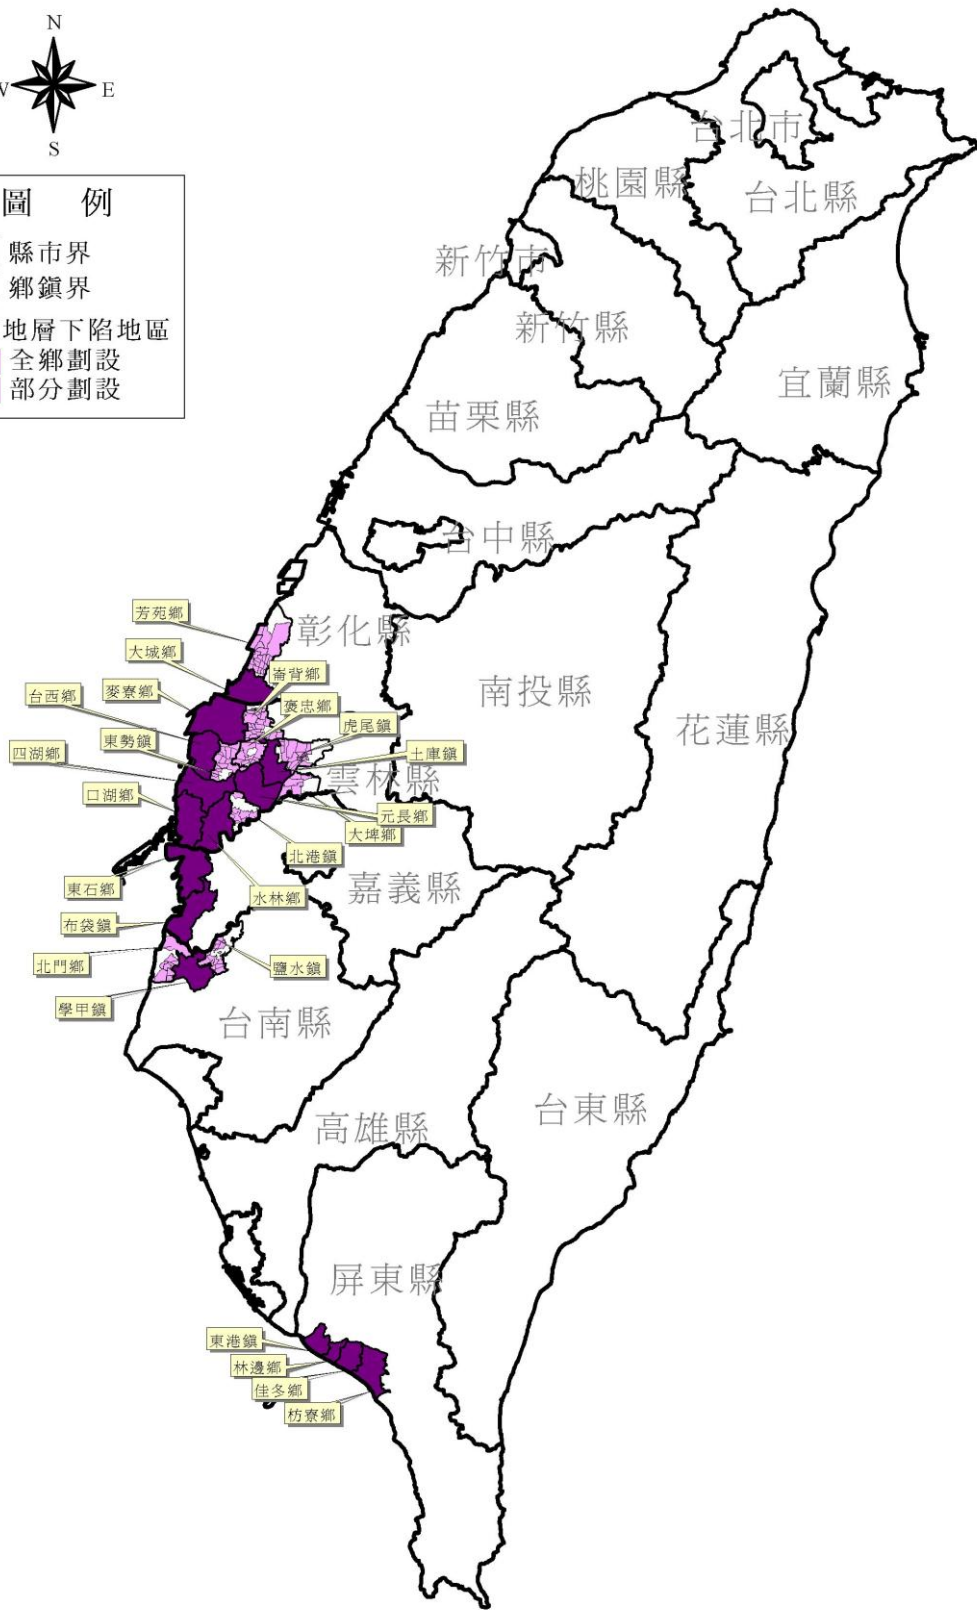 N
E
S
圖 例
縣市界
鄉鎮界
地層下陷地區
全鄉劃設
部分劃設
台北市
桃園縣
台北縣
新竹市
新竹縣
宜蘭縣
苗栗縣
台中縣
芳苑鄉
彰化縣
大城鄉
崙背鄉
麥寮鄉
台西鄉
褒忠鄉
南投縣
花蓮縣
東勢鎮
虎尾鎮
四湖鄉
土庫鎮
雲林縣
口湖鄉
元長鄉
大埤鄉
北港鎮
東石鄉
水林鄉
嘉義縣
布袋鎮
北門鄉
鹽水鎮
學甲鎮
台南縣
台東縣
高雄縣
屏東縣
東港鎮
林邊鄉
佳冬鄉
枋寮鄉